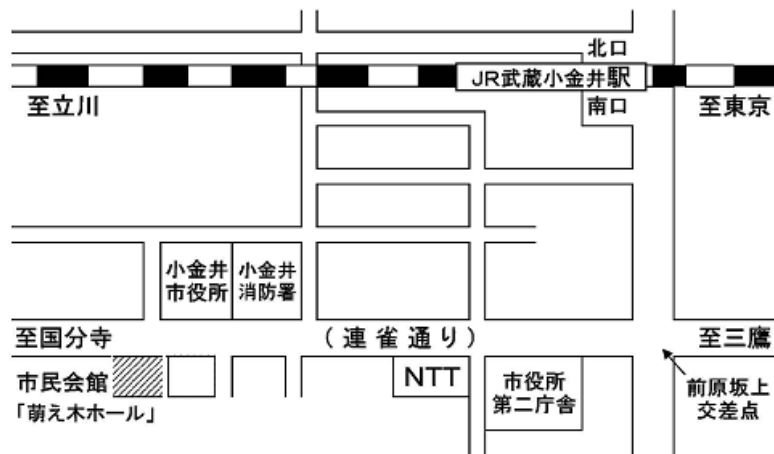 北口
JR武蔵小金井駅
至立川
南口
至東京
小金井
市役所
小金井
消防署
至国分寺
(連雀通り)
至三鷹
市民会館
「萌え木ホール」
NTT
市役所
第二庁舎
前原坂上
交差点